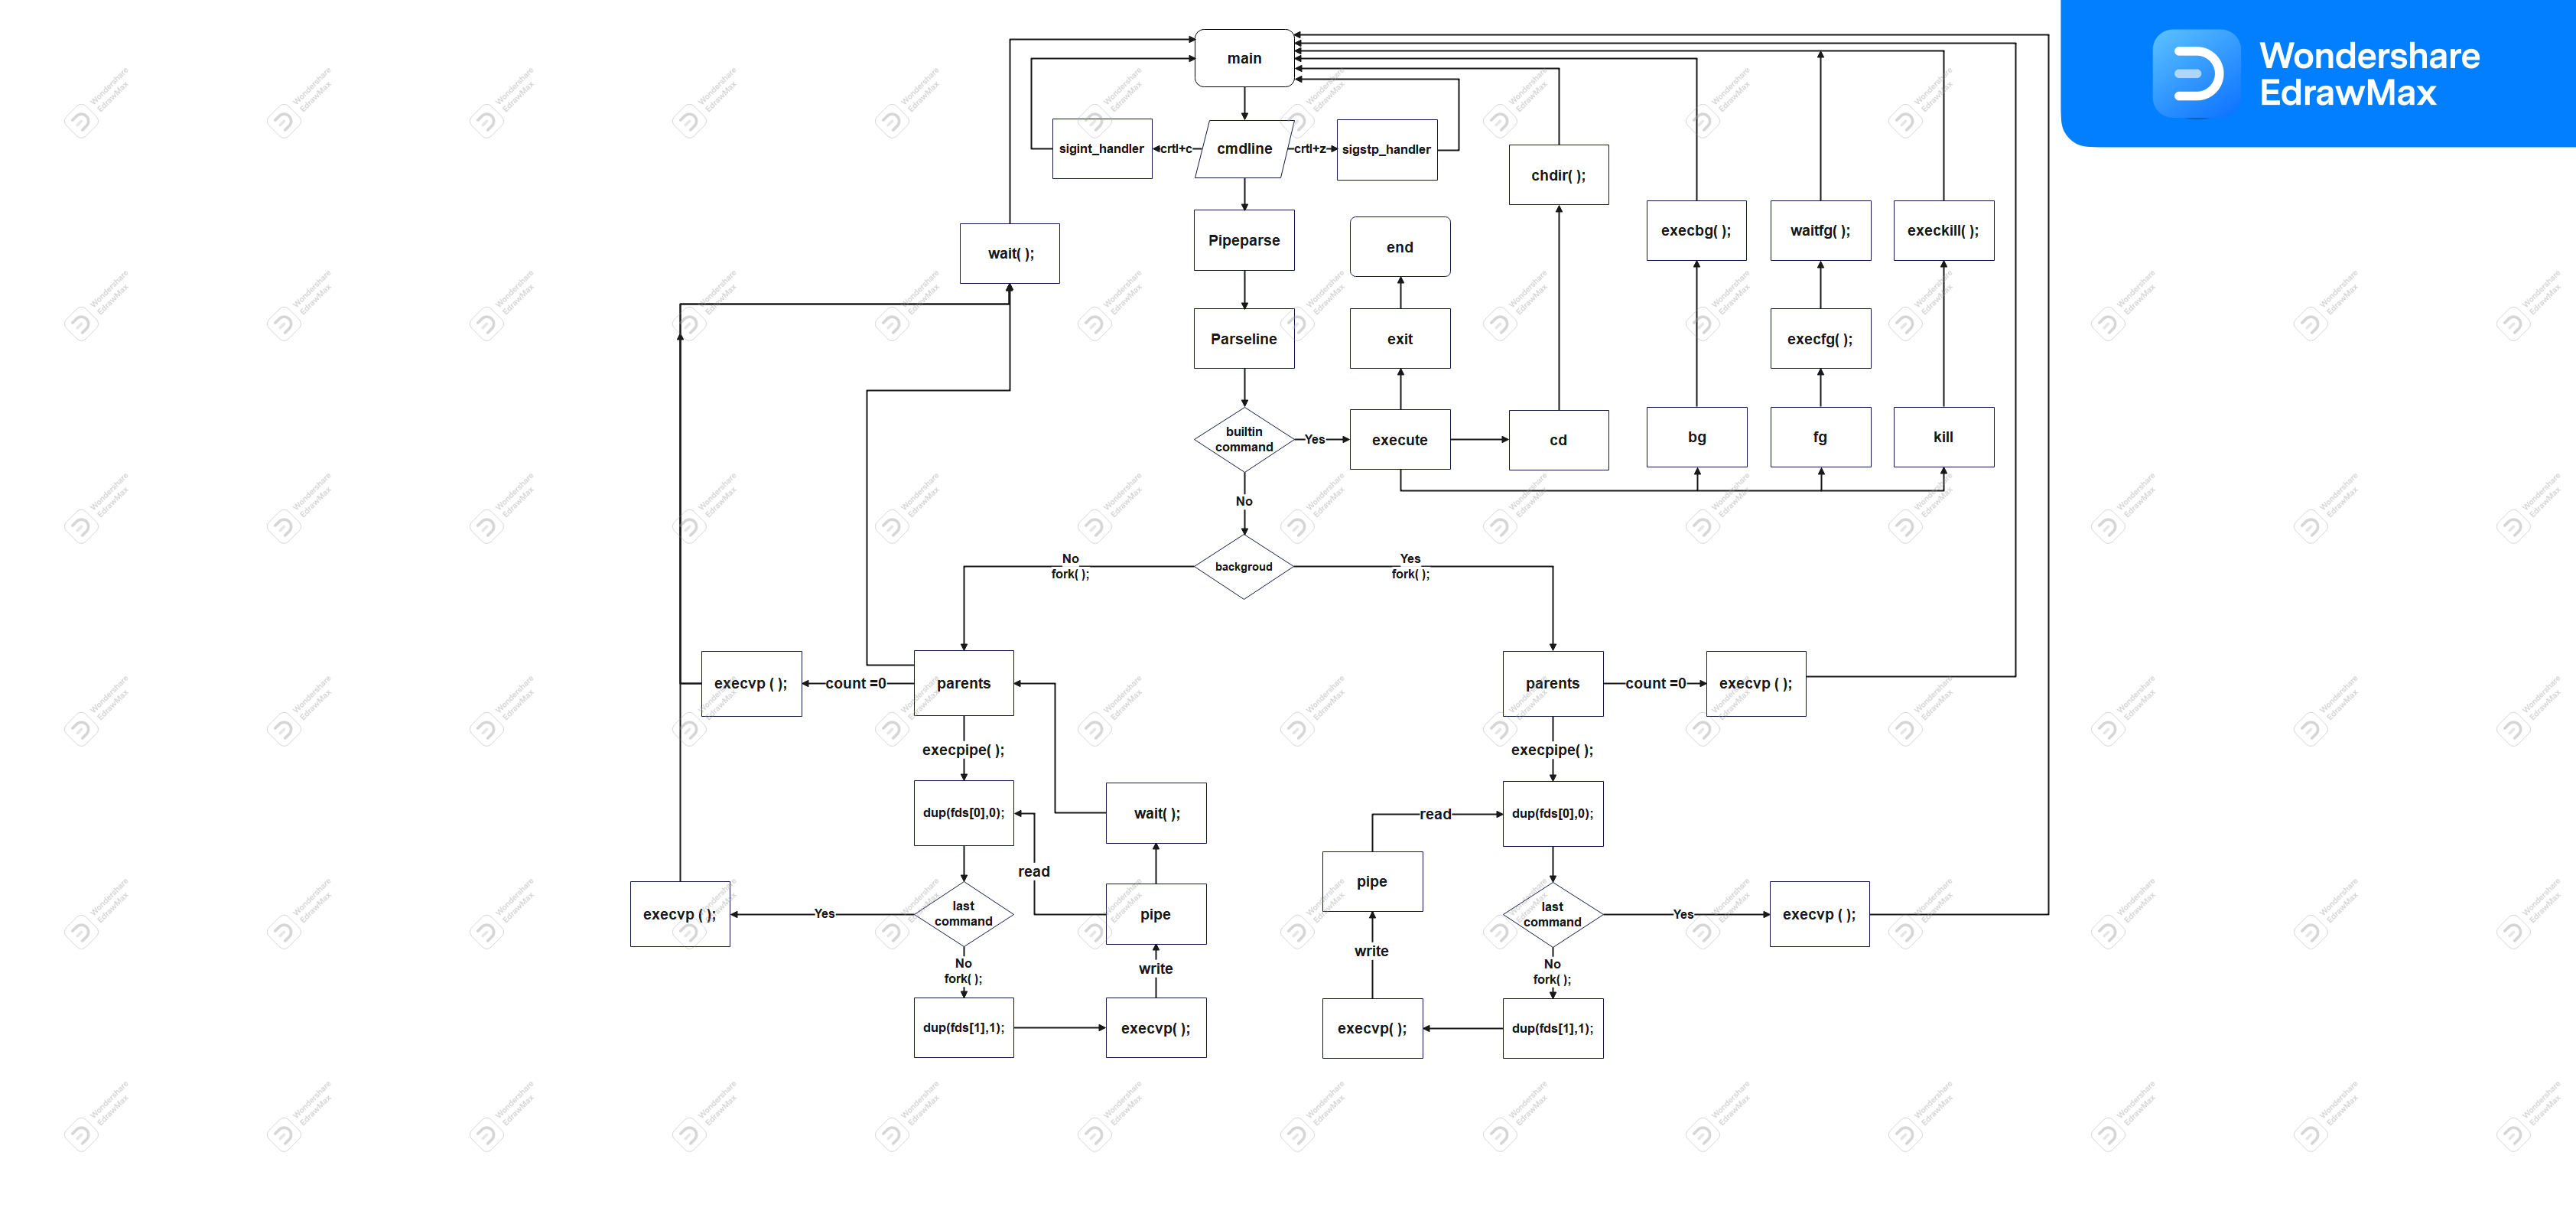 Wondershare
EdrawMax
main
sigint_handler
crtl+c
cmdline
crtl+z
sigstp_handler
chdir( );
Pipeparse
end
execbg( );
waitfg( );
execkill( );
wait( );
Parseline
exit
execfg( );
builtin
command
Yes
execute
cd
bg
fg
kill
No
No
fork( );
backgroud
Yes
fork( );
execvp ( );
count =0
parents
parents
count =0
execvp ( );
execpipe( );
execpipe( );
dup(fds[0],0);
wait( );
read
dup(fds[0],0);
read
pipe
execvp ( );
Yes
last
command
pipe
last
command
Yes
execvp ( );
write
write
No
fork( );
No
fork( );
dup(fds[1],1);
execvp( );
execvp( );
dup(fds[1],1);